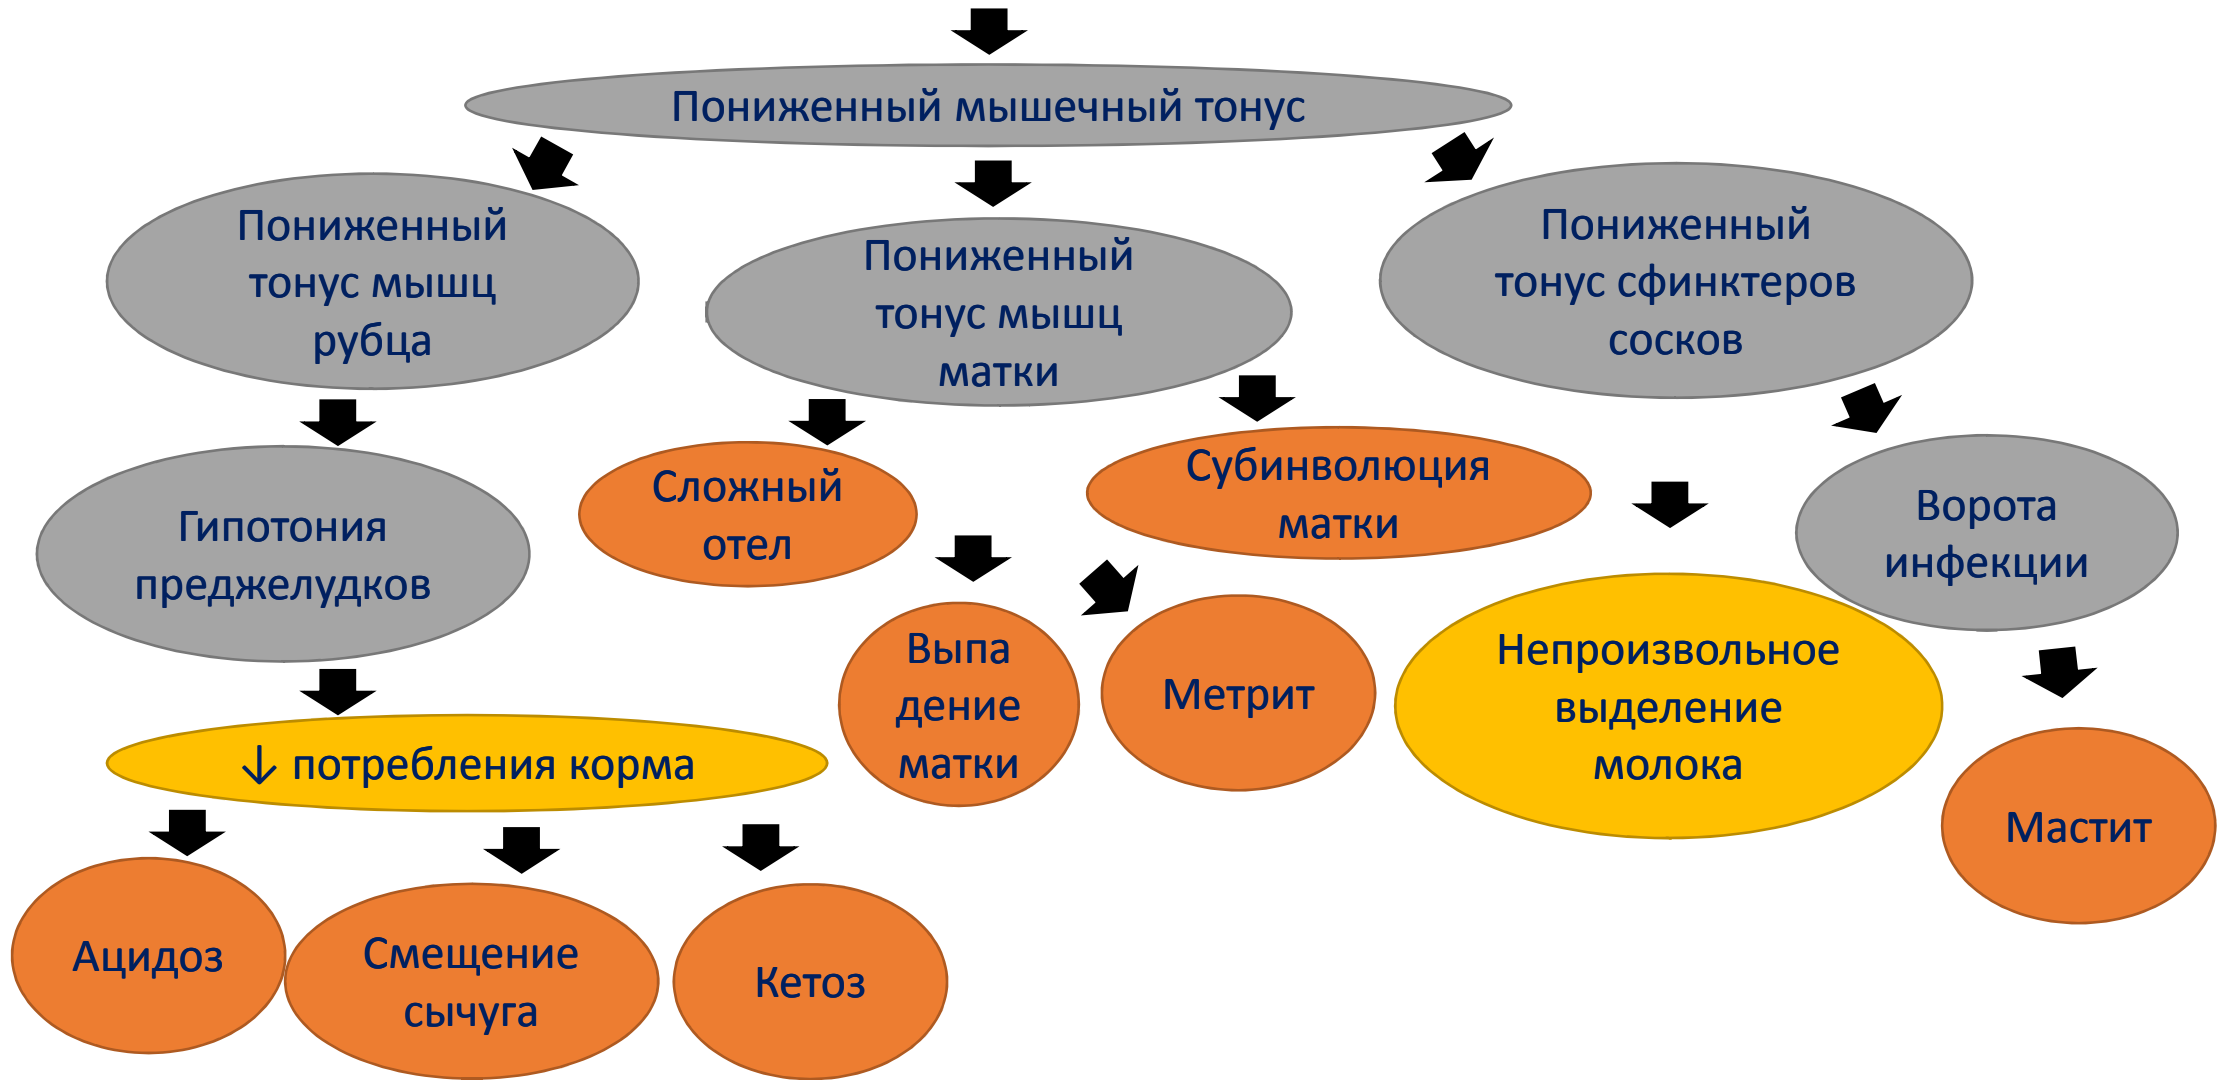 Пониженный мышечный тонус
Пониженный
тонус мышц
рубца
Пониженный
тонус мышц
матки
Пониженный
тонус сфинктеров
сосков
Гипотония
преджелудков
Сложный
отел
Субинволюция
матки
Ворота
инфекции
Выпа
дение
матки
Метрит
Непроизвольное
выделение
молока
↓ потребления корма
Мастит
Ацидоз
Смещение
сычуга
Кетоз